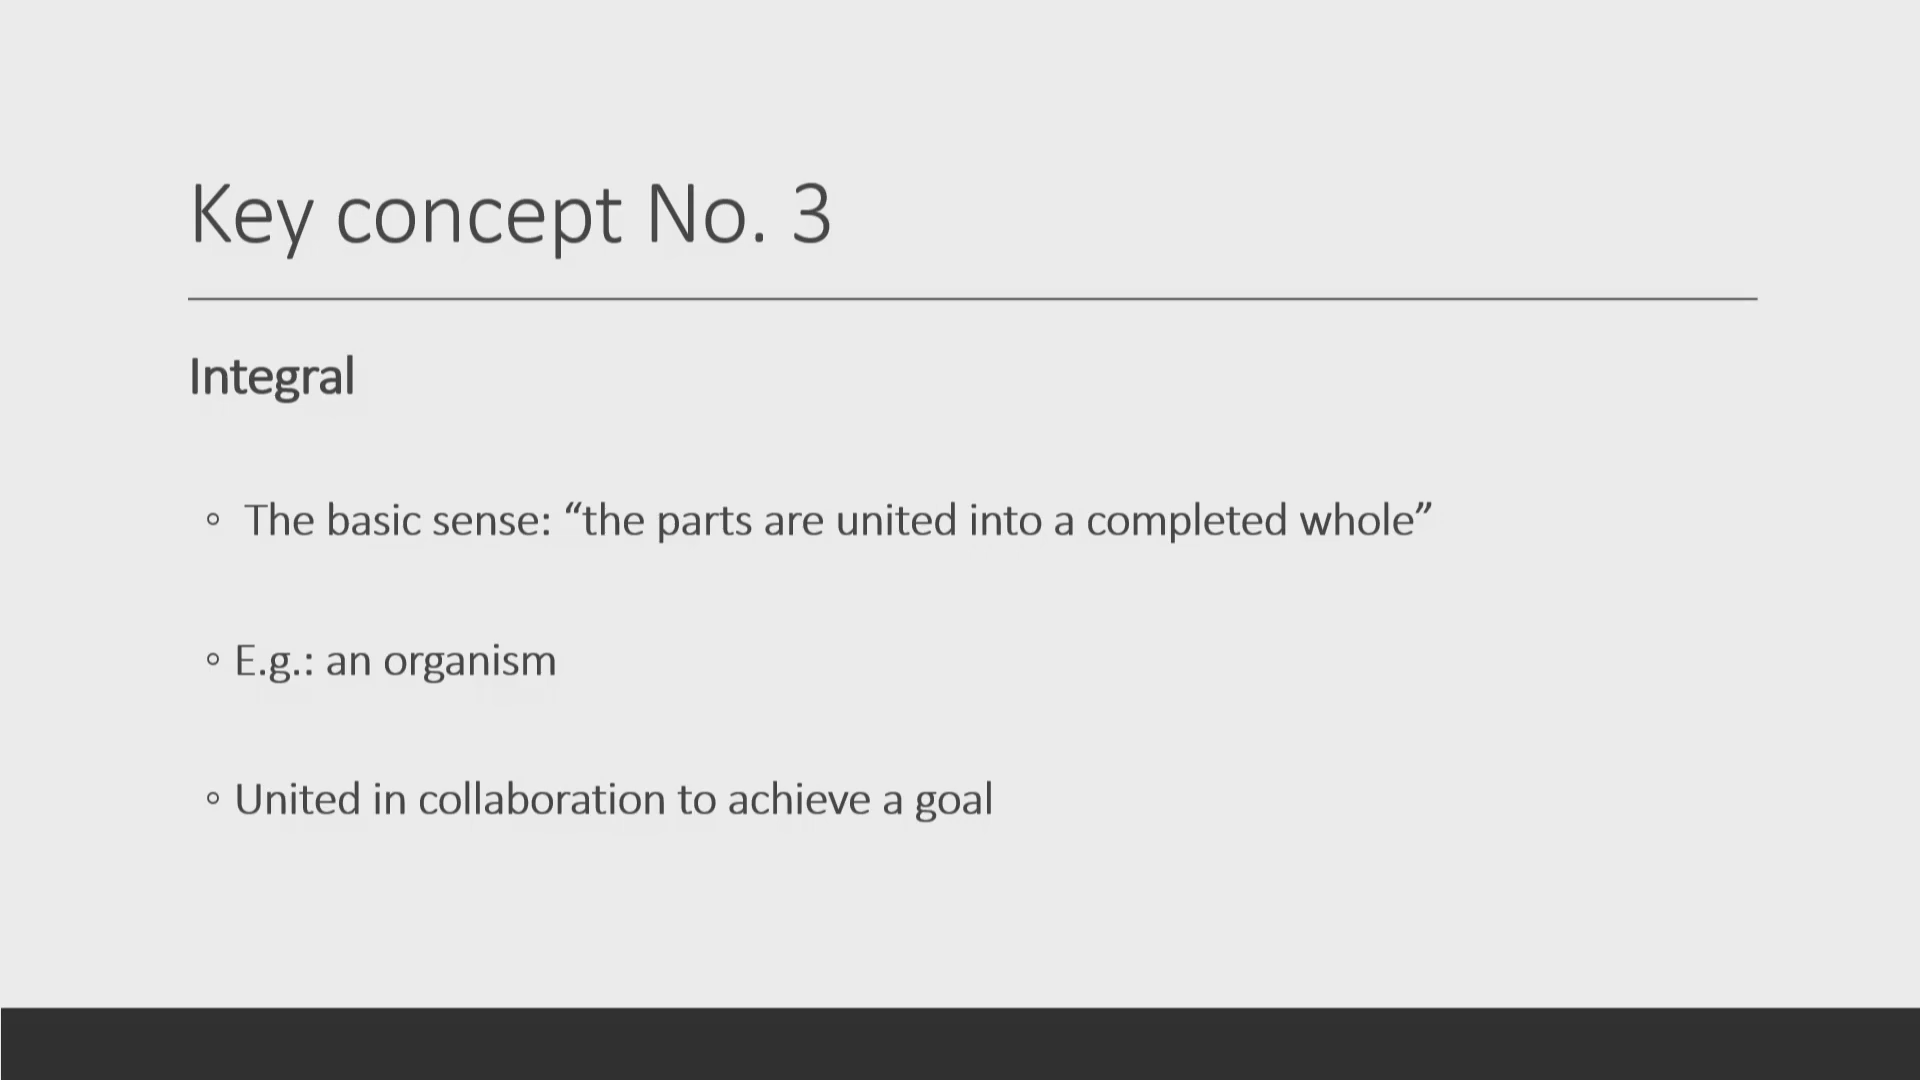 Key concept No. 3
Integral
◦ The basic sense: “the parts are united into a completed whole”
◦ E.g.: an organism
◦ United in collaboration to achieve a goal